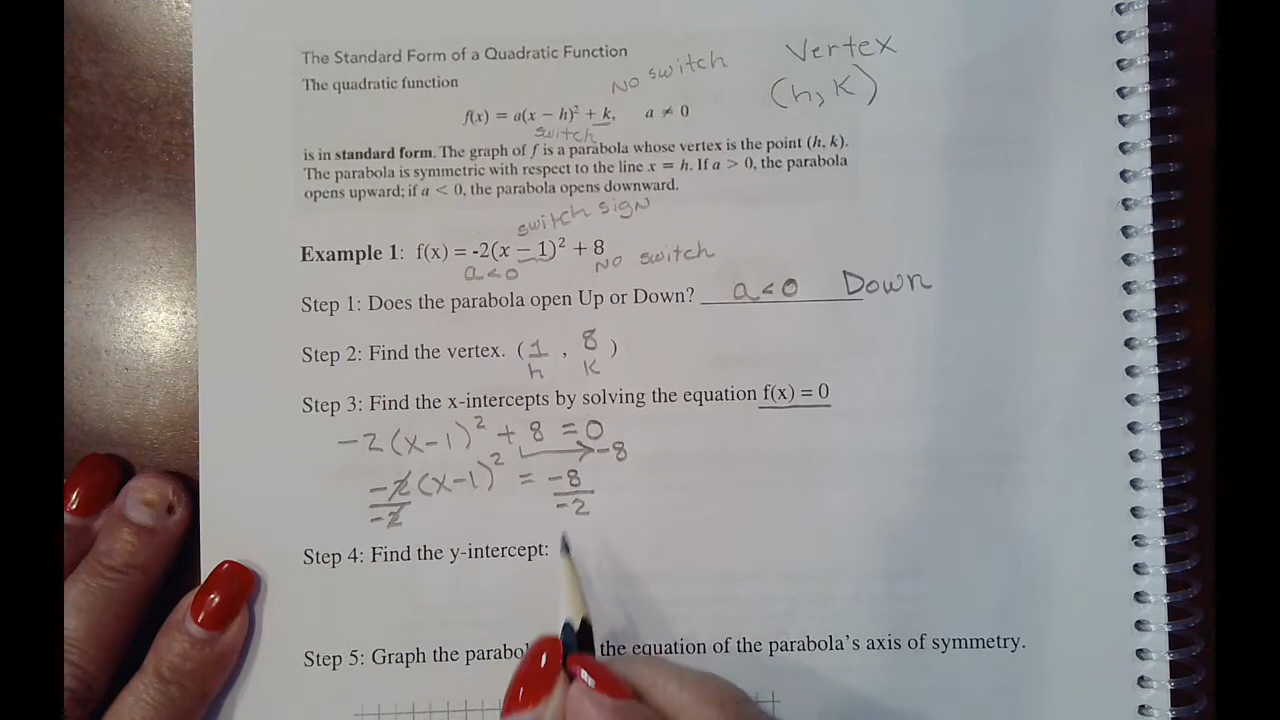 The Standard Form of a Quadratic Function
The quadratic function
NO switch
Vertex
(h, K)
f(x) = a(x − h)² + k, a ≠ 0
switch
is in standard form. The graph of f is a parabola whose vertex is the point (h, k).
The parabola is symmetric with respect to the line x = h. If a > 0, the parabola
opens upward; if a < 0, the parabola opens downward.
switch sign
Example 1: f(x) = -2(x − 1)² + 8
a<0
NO switch
Step 1: Does the parabola open Up or Down? a<0 Down
Step 2: Find the vertex. (1, 8)
h K
Step 3: Find the x-intercepts by solving the equation f(x) = 0
-2(x-1)² + 8 = 0
-8
-2(x-1)² = -8
-2 -2
Step 4: Find the y-intercept:
Step 5: Graph the parabo the equation of the parabola's axis of symmetry.